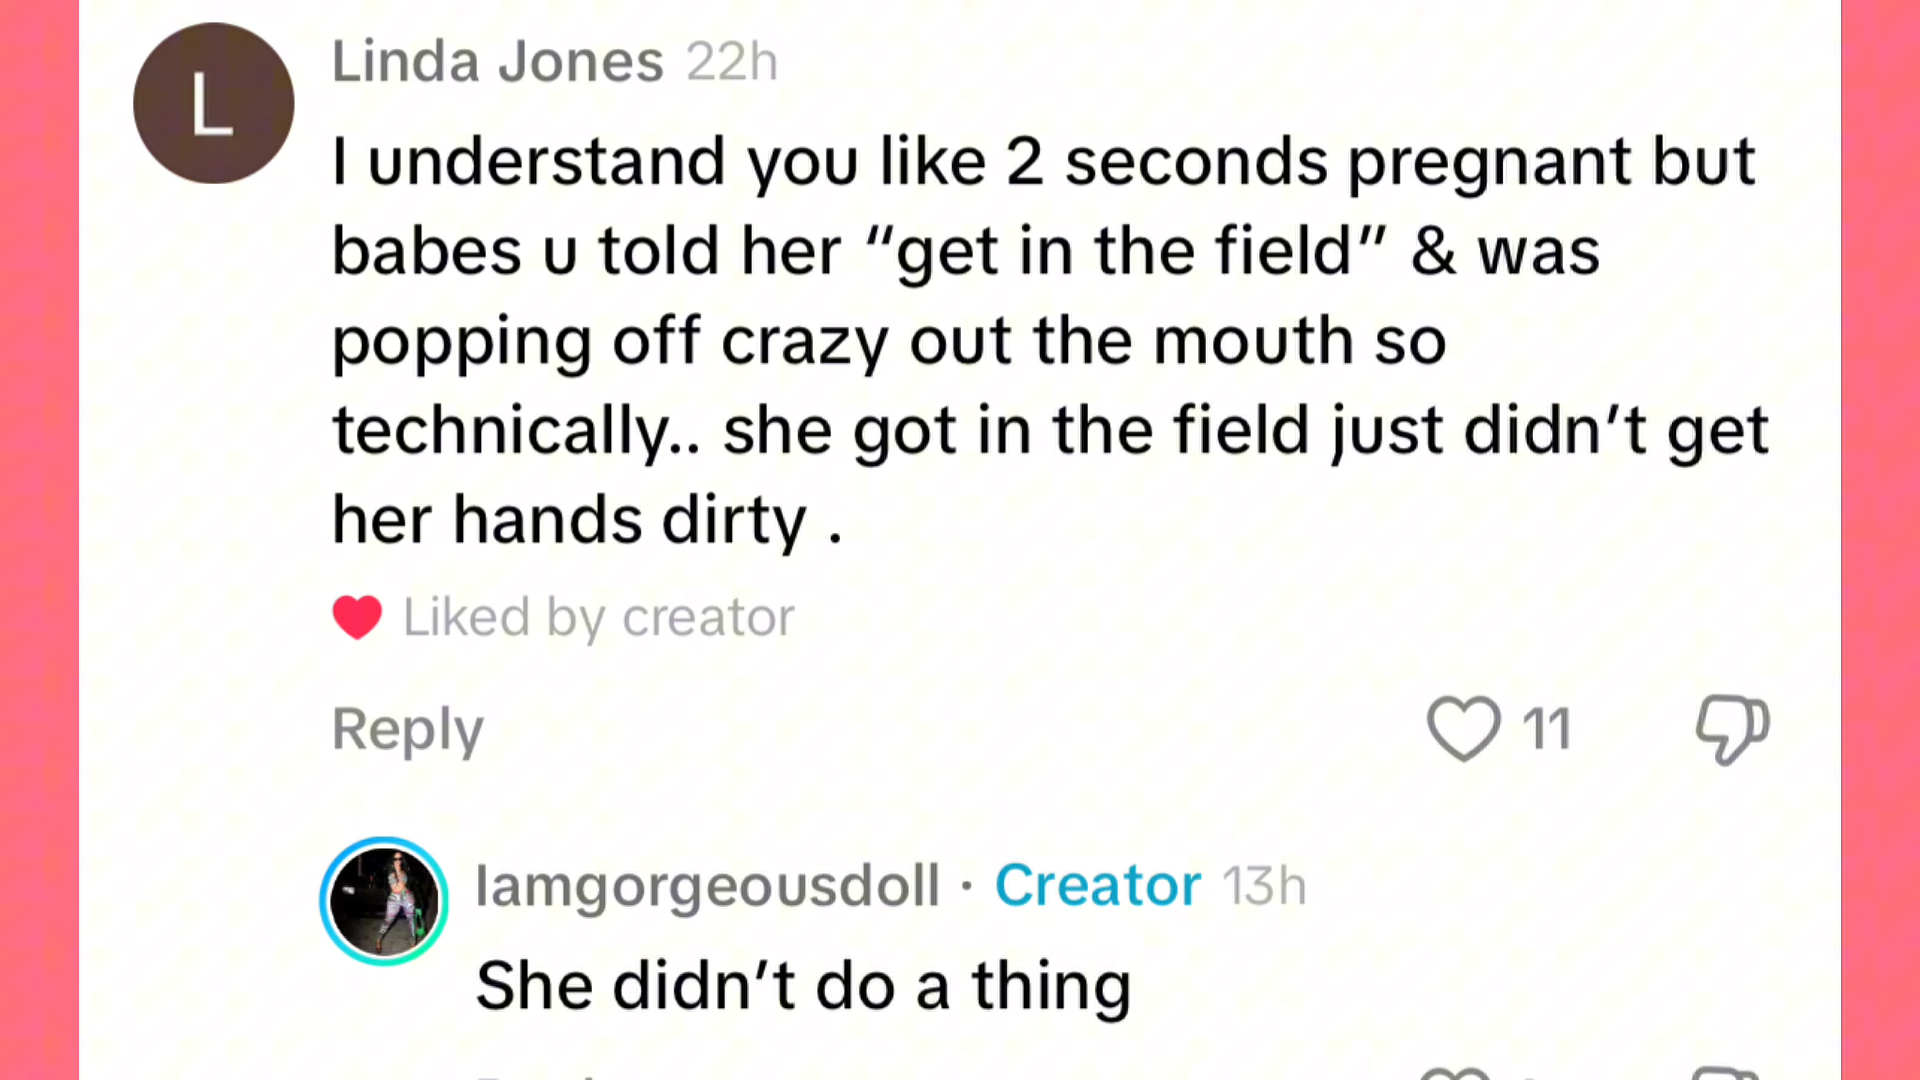 L
Linda Jones 22h
I understand you like 2 seconds pregnant but
babes u told her “get in the field” & was
popping off crazy out the mouth so
technically.. she got in the field just didn’t get
her hands dirty .
Liked by creator
Reply 11
Iamgorgeousdoll · Creator 13h
She didn’t do a thing